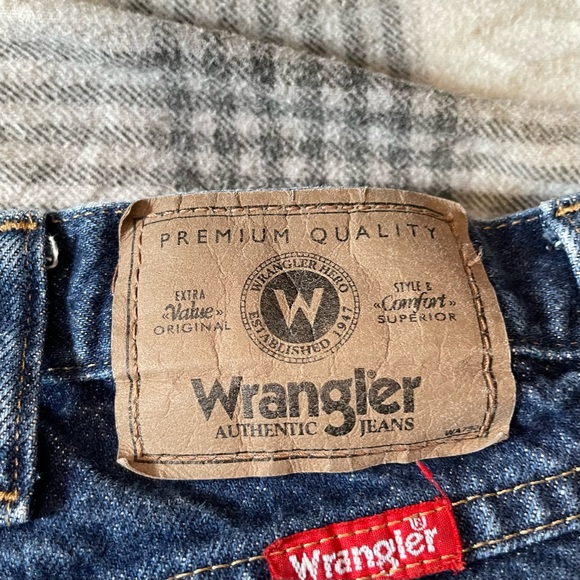 PREMIUM QUALITY
WRANGLER HERO
EXTRA
«Value»
ORIGINAL
W
STYLE &
«Comfort»
SUPERIOR
ESTABLISHED 1947
Wrangler
AUTHENTIC JEANS
Wrangler